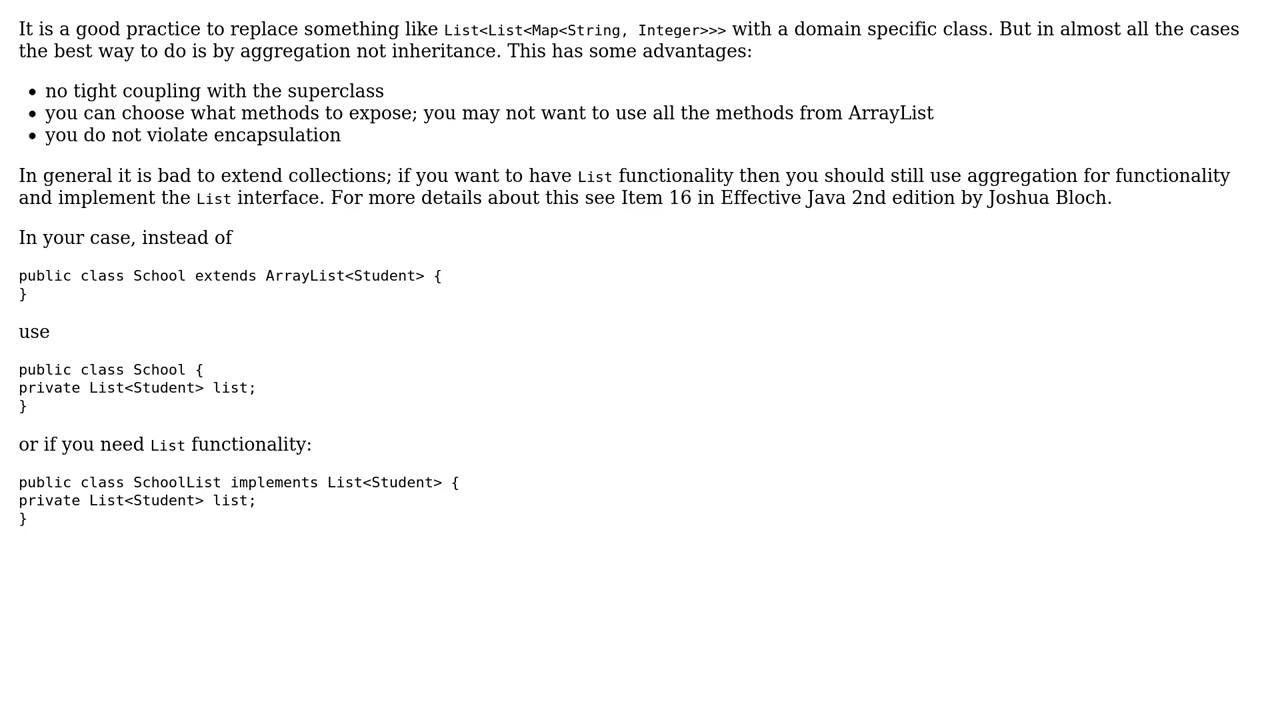 It is a good practice to replace something like List<List<Map<String, Integer>>> with a domain specific class. But in almost all the cases
the best way to do is by aggregation not inheritance. This has some advantages:
• no tight coupling with the superclass
• you can choose what methods to expose; you may not want to use all the methods from ArrayList
• you do not violate encapsulation
In general it is bad to extend collections; if you want to have List functionality then you should still use aggregation for functionality
and implement the List interface. For more details about this see Item 16 in Effective Java 2nd edition by Joshua Bloch.
In your case, instead of
public class School extends ArrayList<Student> {
}
use
public class School {
private List<Student> list;
}
or if you need List functionality:
public class SchoolList implements List<Student> {
private List<Student> list;
}